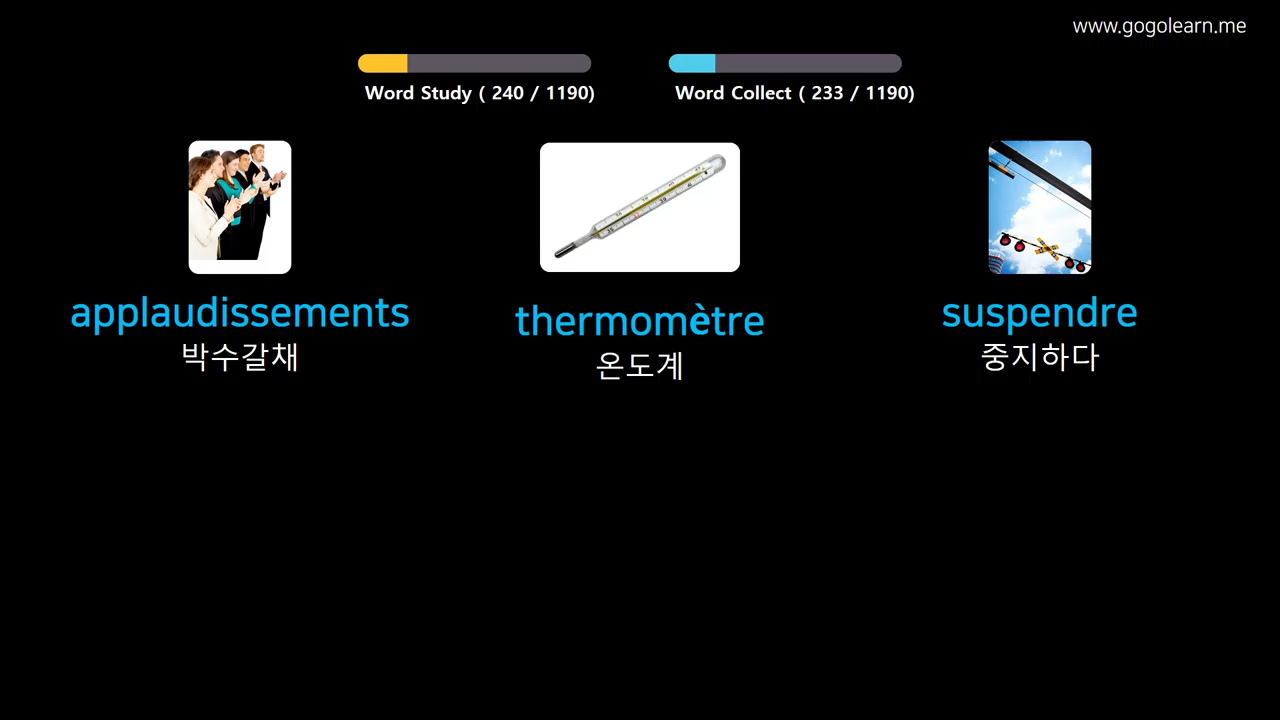 www.gogolearn.me
Word Study ( 240 / 1190)
Word Collect ( 233 / 1190)
applaudissements
박수갈채
thermomètre
온도계
suspendre
중지하다